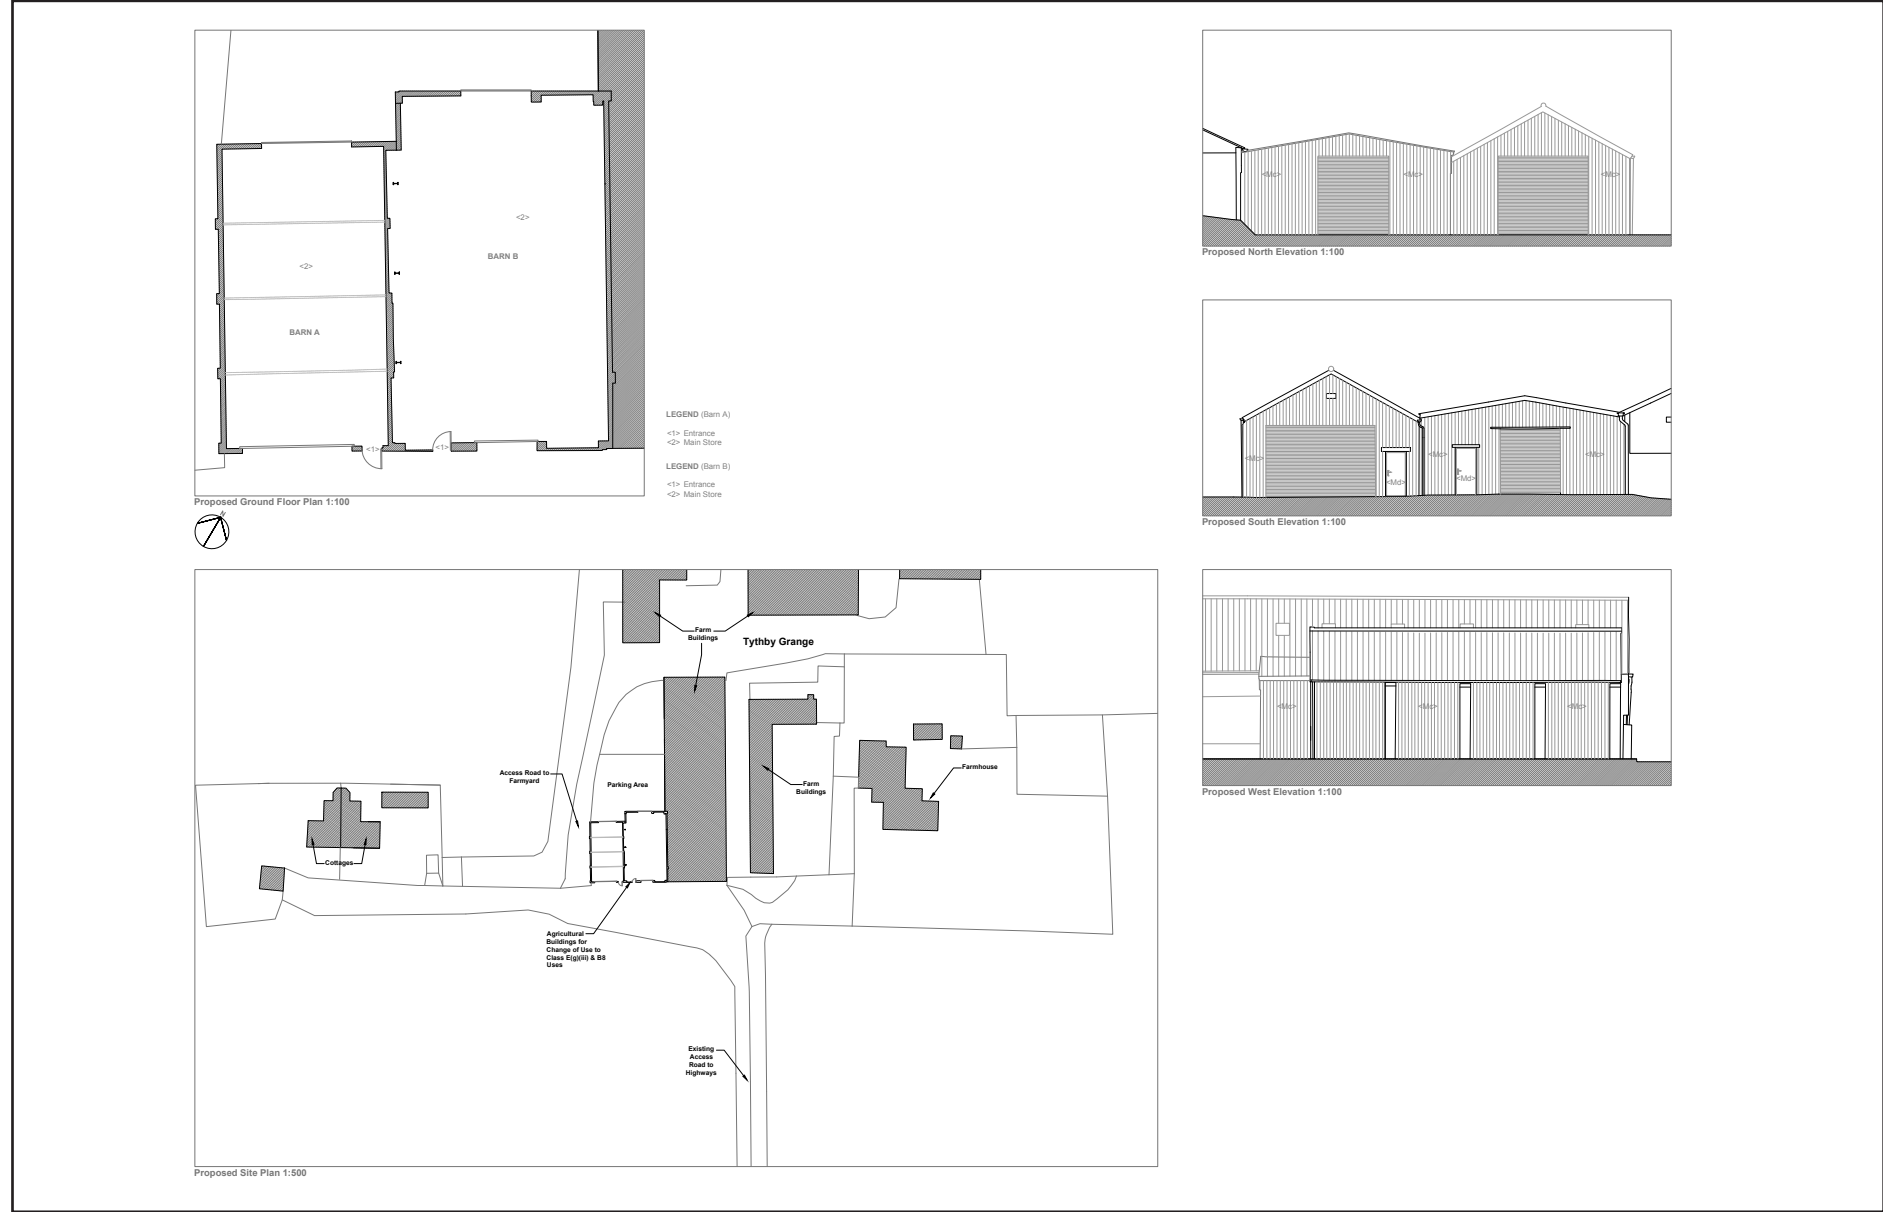 <2>
BARN B
<2>
BARN A
<1>
<1>
LEGEND (Barn A)
<1> Entrance
<2> Main Store
LEGEND (Barn B)
<1> Entrance
<2> Main Store
Proposed Ground Floor Plan 1:100
N
<Mc>
<Mc>
<Mc>
Proposed North Elevation 1:100
<Mc>
<Md>
<Mc>
<Md>
<Mc>
Proposed South Elevation 1:100
<Mc>
<Mc>
<Mc>
Proposed West Elevation 1:100
Farm
Buildings
Tythby Grange
Access Road to
Farmyard
Parking Area
Farm
Buildings
Farmhouse
Cottages
Agricultural
Buildings for
Change of Use to
Class E(g)(iii) & B8
Uses
Existing
Access
Road to
Highways
Proposed Site Plan 1:500